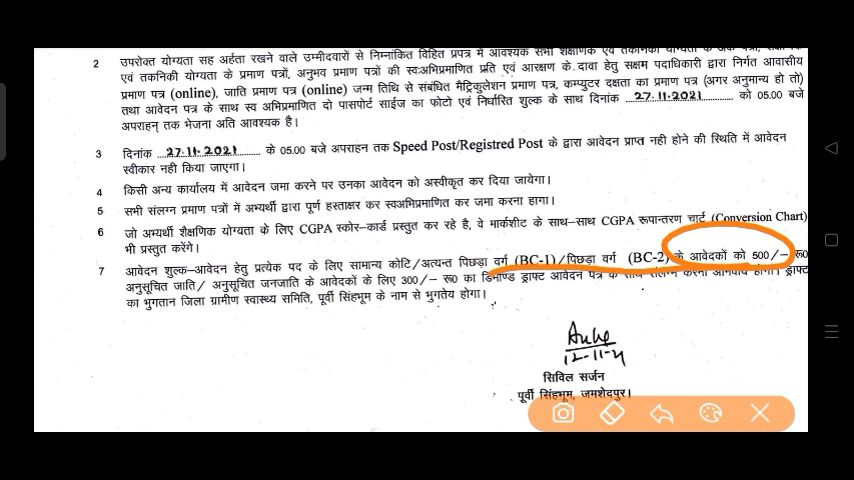 2 उपरोक्त योग्यता सह अर्हता रखने वाले उम्मीदवारों से निम्नांकित विहित प्रपत्र में आवश्यक सभी शैक्षणिक एवं तकनीकी योग्यता के अंक पत्रों,
एवं तकनिकी योग्यता के प्रमाण पत्रों, अनुभव प्रमाण पत्रों की स्वःअभिप्रमाणित प्रति एवं आरक्षण के दावा हेतु सक्षम पदाधिकारी द्वारा निर्गत आवासीय
प्रमाण पत्र (online), जाति प्रमाण पत्र (online) जन्म तिथि से संबंधित मैट्रिकुलेशन प्रमाण पत्र, कम्प्युटर दक्षता का प्रमाण पत्र (अगर अनुमान्य हो तो)
तथा आवेदन पत्र के साथ स्व अभिप्रमाणित दो पासपोर्ट साईज का फोटो एवं निर्धारित शुल्क के साथ दिनांक 27.11.2021 को 05.00 बजे
अपराहन् तक भेजना अति आवश्यक है।
3 दिनांक 27.11.2021 के 05.00 बजे अपराहन तक Speed Post/Registred Post के द्वारा आवेदन प्राप्त नही होने की स्थिति में आवेदन
स्वीकार नही किया जाएगा।
4 किसी अन्य कार्यालय में आवेदन जमा करने पर उनका आवेदन को अस्वीकृत कर दिया जायेगा।
5 सभी संलग्न प्रमाण पत्रों में अभ्यर्थी द्वारा पूर्ण हस्ताक्षर कर स्वअभिप्रमाणित कर जमा करना होगा।
6 जो अभ्यर्थी शैक्षणिक योग्यता के लिए CGPA स्कोर-कार्ड प्रस्तुत कर रहे है, वे मार्कशीट के साथ-साथ CGPA रूपान्तरण चार्ट (Conversion Chart)
भी प्रस्तुत करेंगे।
7 आवेदन शुल्क-आवेदन हेतु प्रत्येक पद के लिए सामान्य कोटि/अत्यन्त पिछड़ा वर्ग (BC-1)/पिछड़ा वर्ग (BC-2) के आवेदकों को 500/- रू0
अनुसूचित जाति/ अनुसूचित जनजाति के आवेदकों के लिए 300/- रू0 का डिमाण्ड ड्राफ्ट आवेदन पत्र के साथ संलग्न करना अनिवार्य होगा। ड्राफ्ट
का भुगतान जिला ग्रामीण स्वास्थ्य समिति, पूर्वी सिंहभूम के नाम से भुगतेय होगा।
12-11-21
सिविल सर्जन
पूर्वी सिंहभूम, जमशेदपुर।